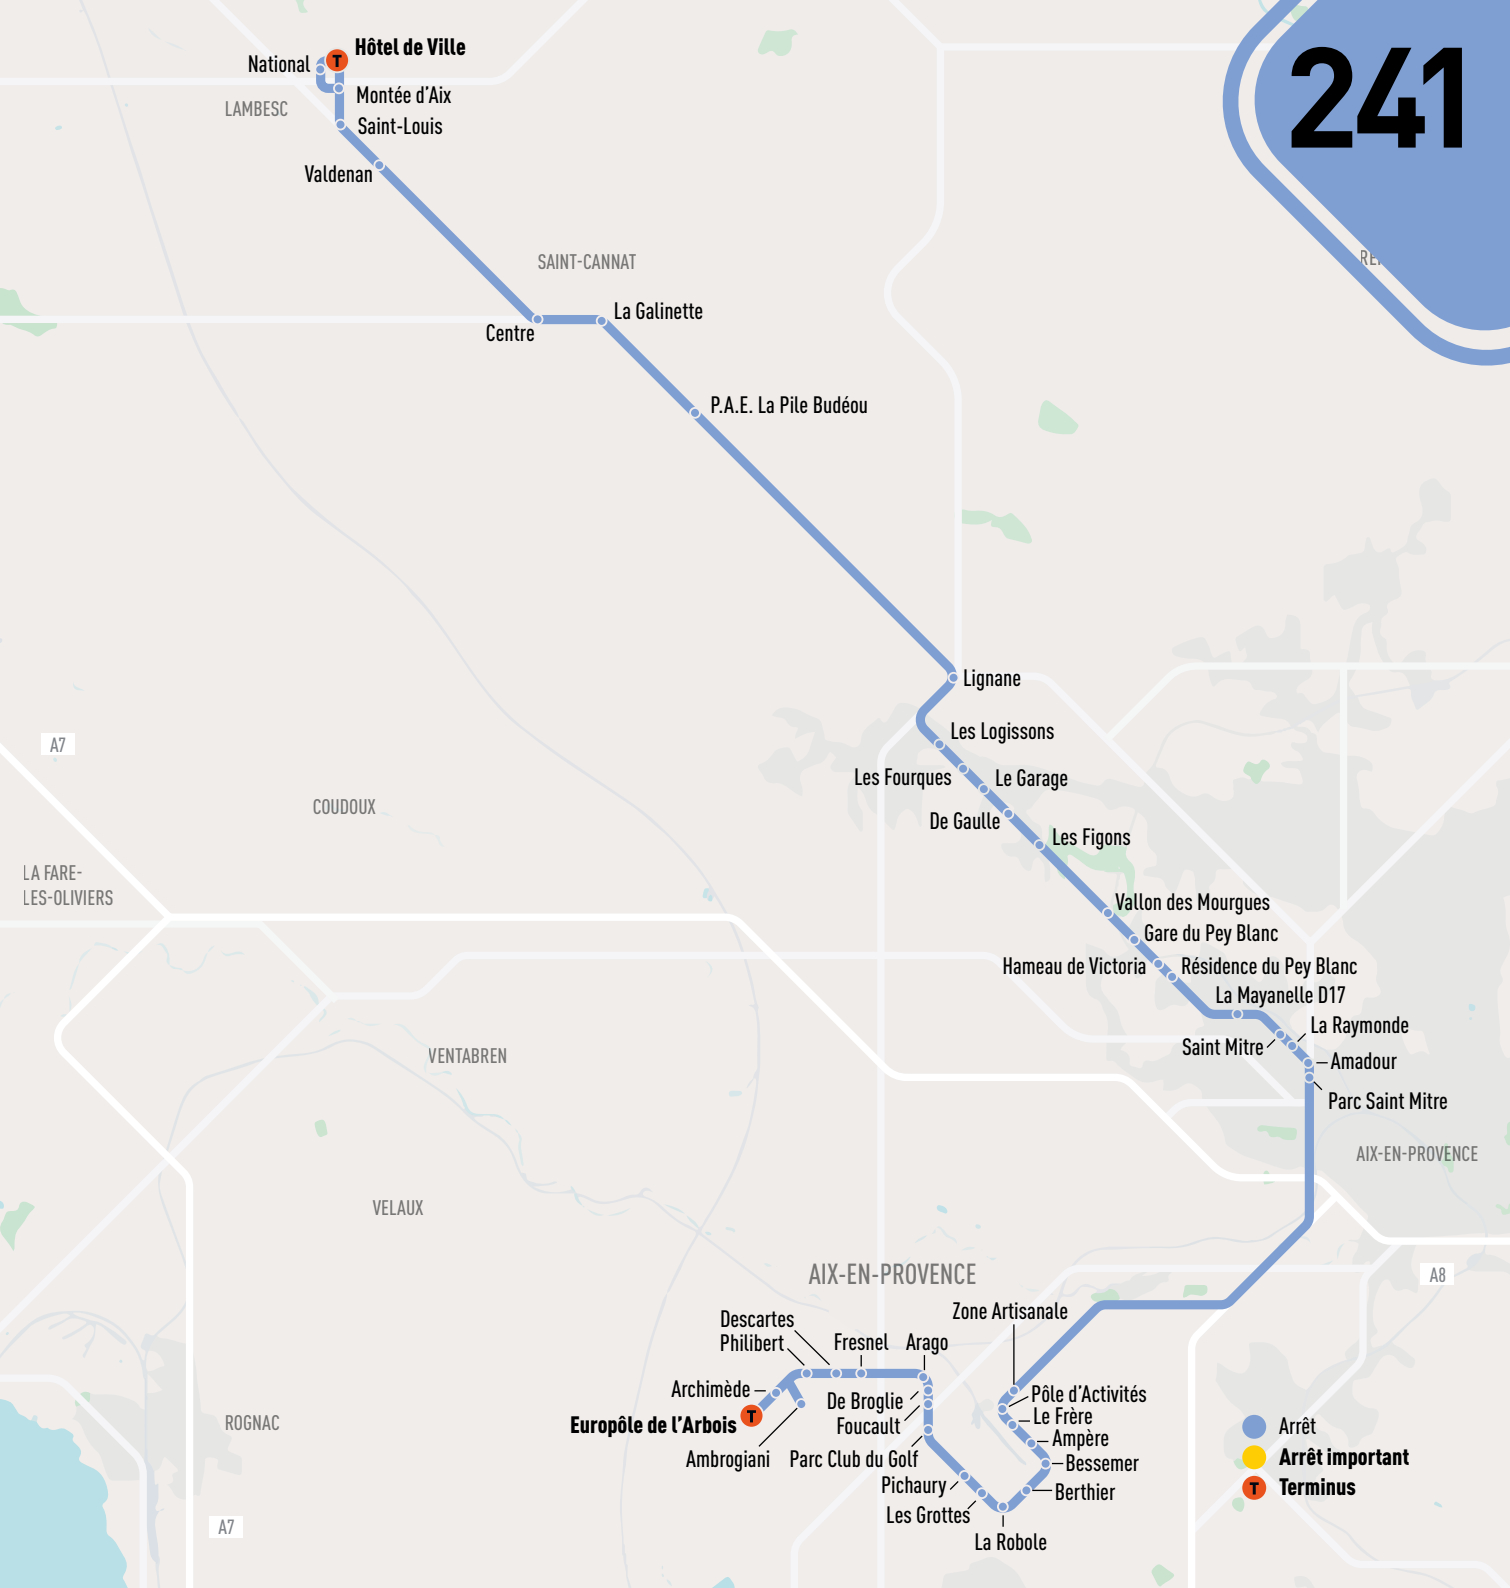 241
Hôtel de Ville
National
Montée d'Aix
LAMBESC
Saint-Louis
Valdenan
SAINT-CANNAT
La Galinette
Centre
P.A.E. La Pile Budéou
Lignane
Les Logissons
Les Fourques
Le Garage
De Gaulle
Les Figons
A7
COUDOUX
LA FARE-
LES-OLIVIERS
Vallon des Mourgues
Gare du Pey Blanc
Hameau de Victoria
Résidence du Pey Blanc
La Mayanelle D17
La Raymonde
Saint Mitre
Amadour
Parc Saint Mitre
VENTABREN
AIX-EN-PROVENCE
VELAUX
AIX-EN-PROVENCE
A8
Zone Artisanale
Descartes
Philibert
Fresnel
Arago
Archimède
De Broglie
Pôle d'Activités
Europôle de l'Arbois
Foucault
Le Frère
Ambrogiani
Parc Club du Golf
Ampère
Bessemer
Pichaury
Berthier
Les Grottes
La Robole
ROGNAC
A7
Arrêt
Arrêt important
T Terminus
T
T